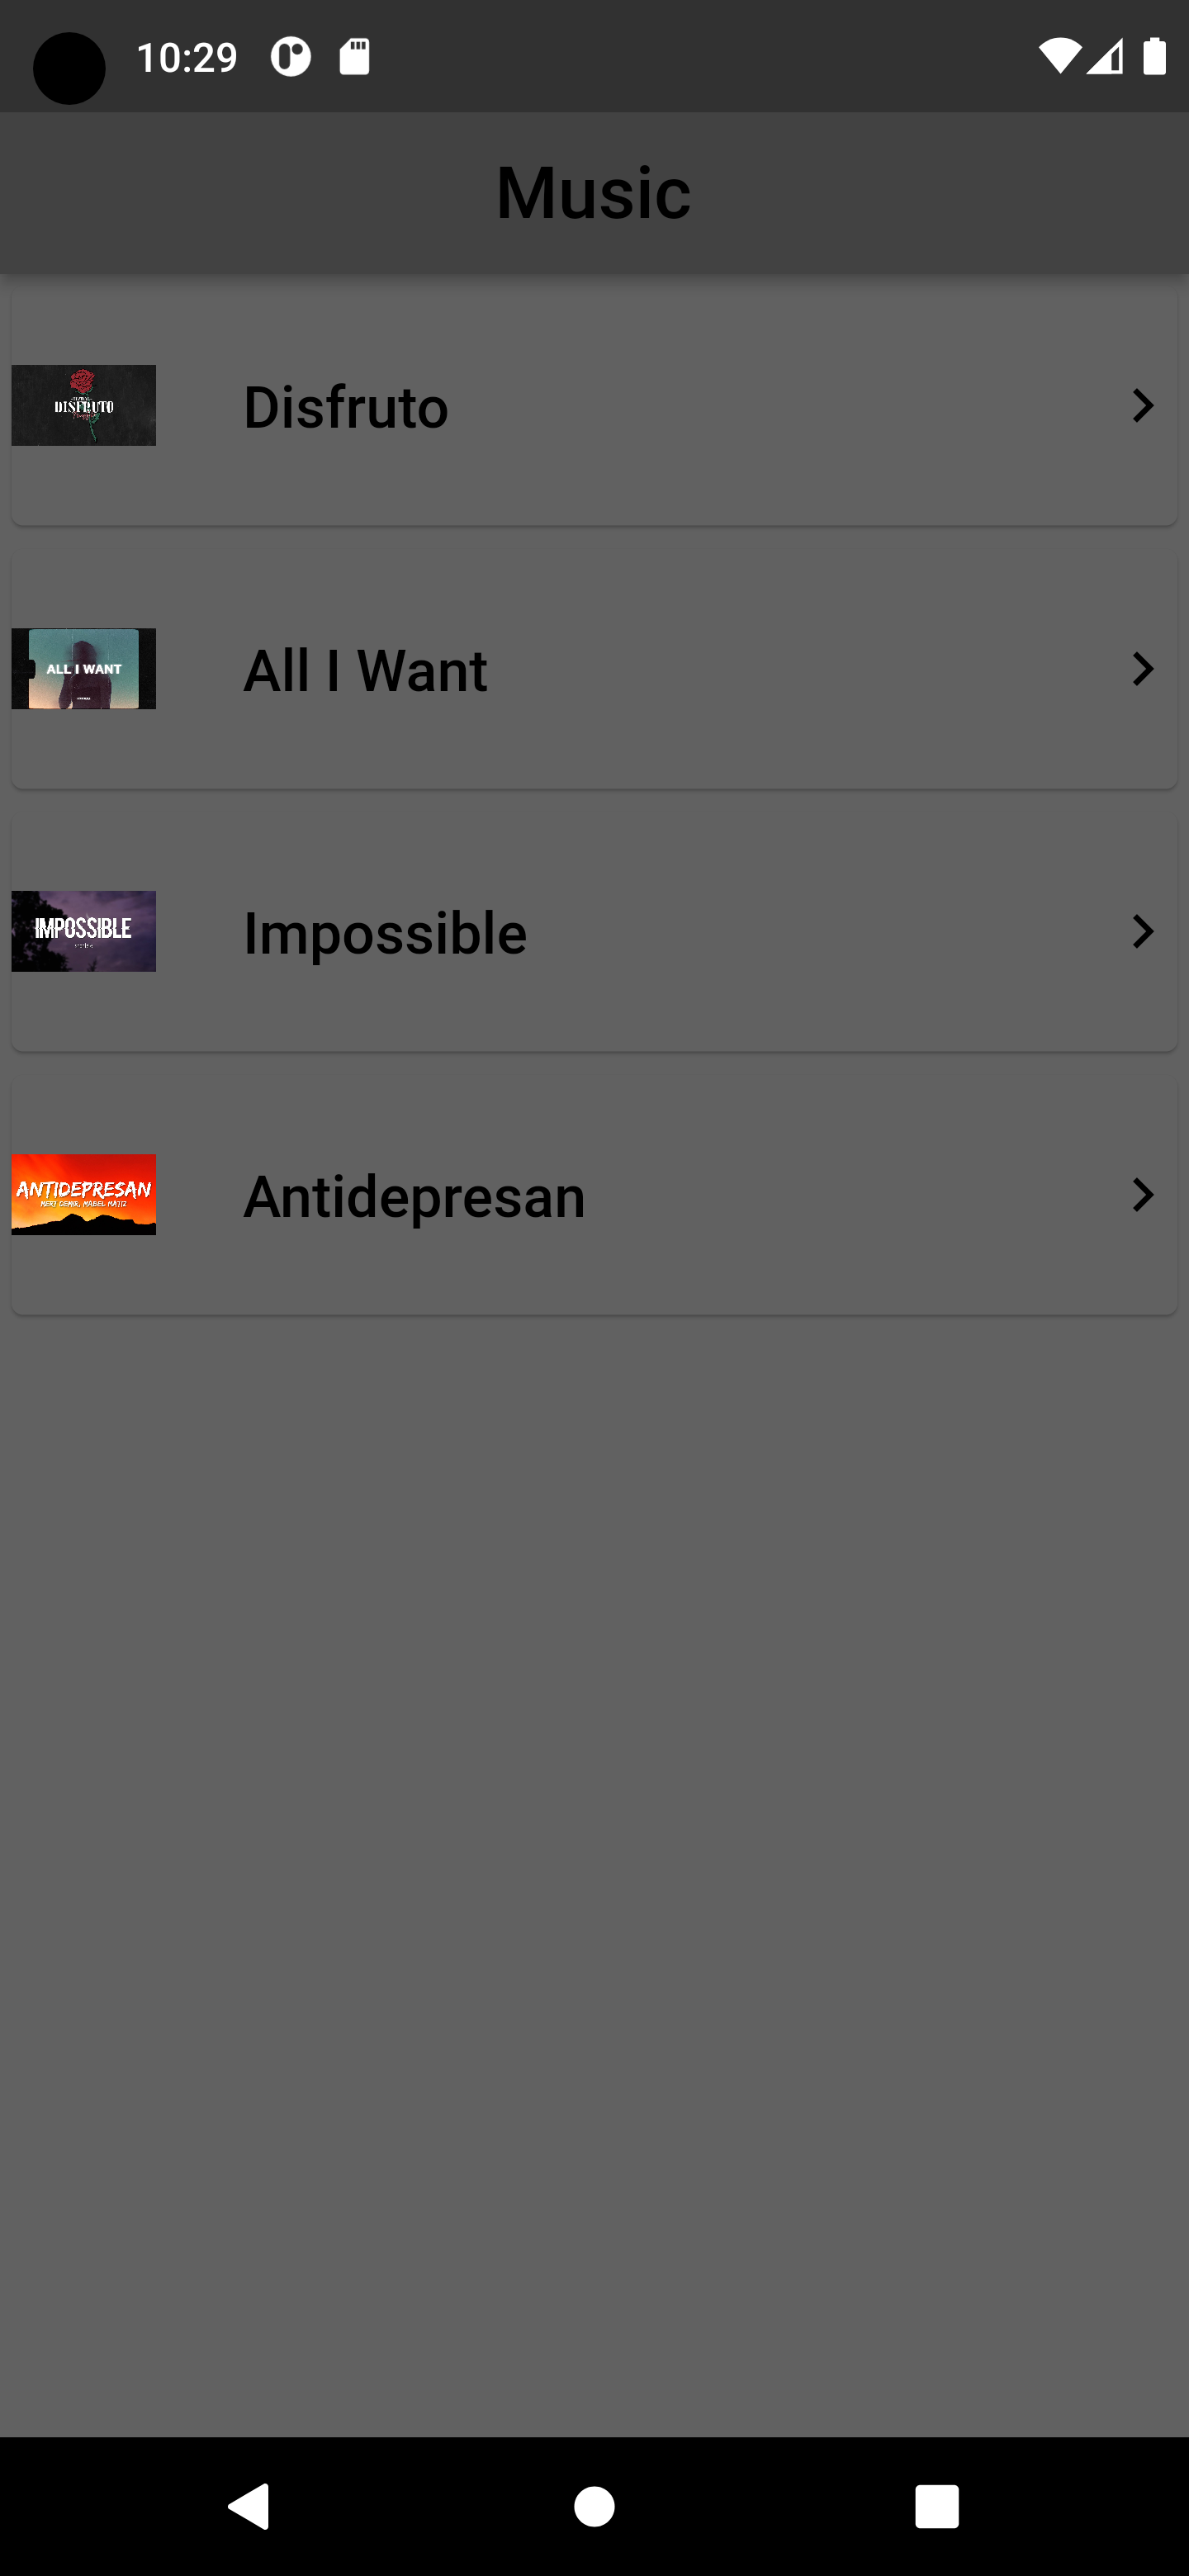 10:29
Music
DISFRUTO
Disfruto
ALL I WANT
All I Want
IMPOSSIBLE
Impossible
ANTIDEPRESAN
MERT DEMIR, MABEL MATIZ
Antidepresan